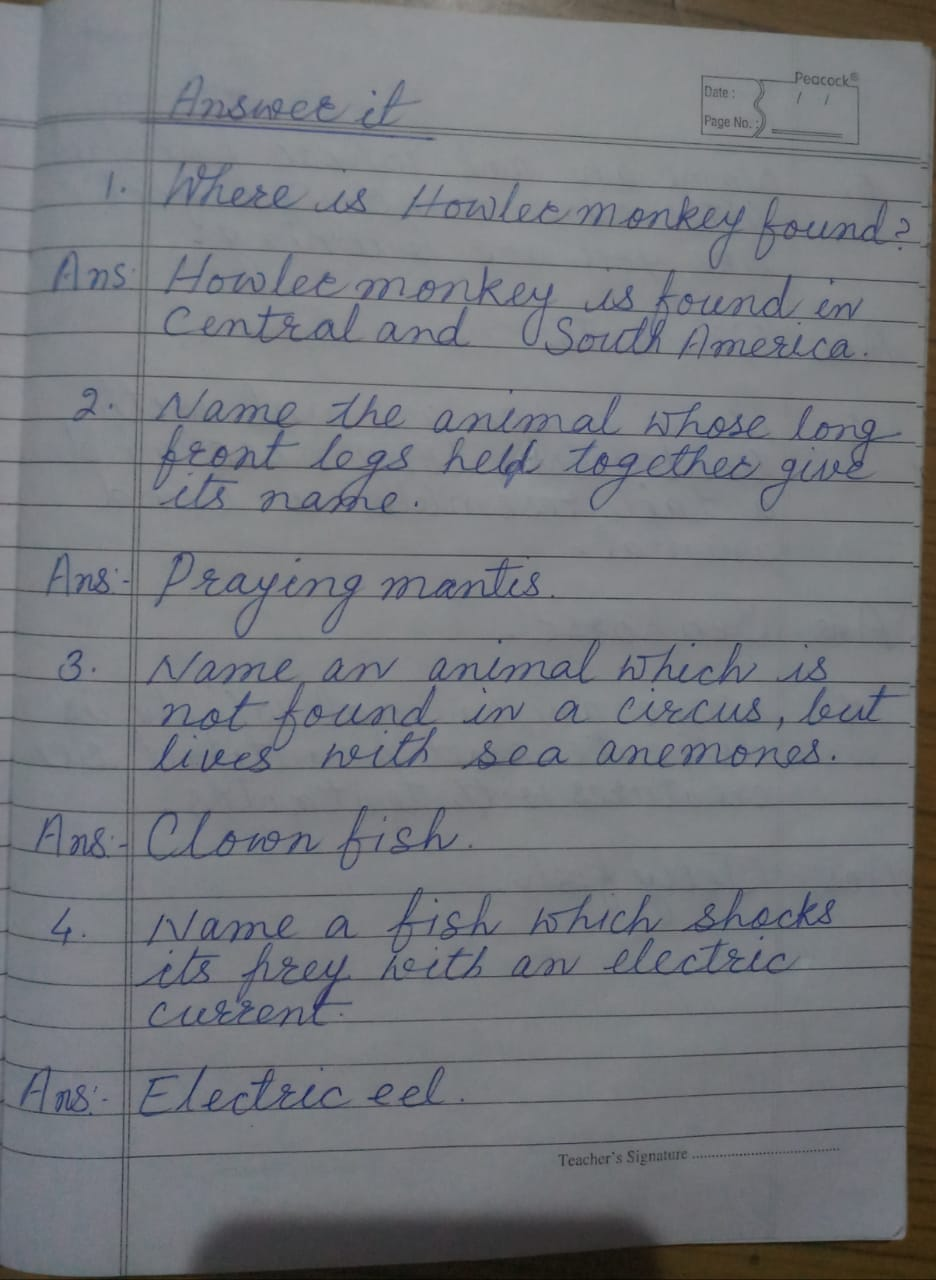 Peacock®
Date : / /
Page No. :
Answer it
1. Where is Howler monkey found?
Ans: Howler monkey is found in
Central and South America.
2. Name the animal whose long
front legs held together give
its name.
Ans:- Praying mantis.
3. Name an animal which is
not found in a circus, but
lives with sea anemones.
Ans:- Clown fish.
4. Name a fish which shocks
its prey with an electric
current.
Ans:- Electric eel.
Teacher's Signature ........................................